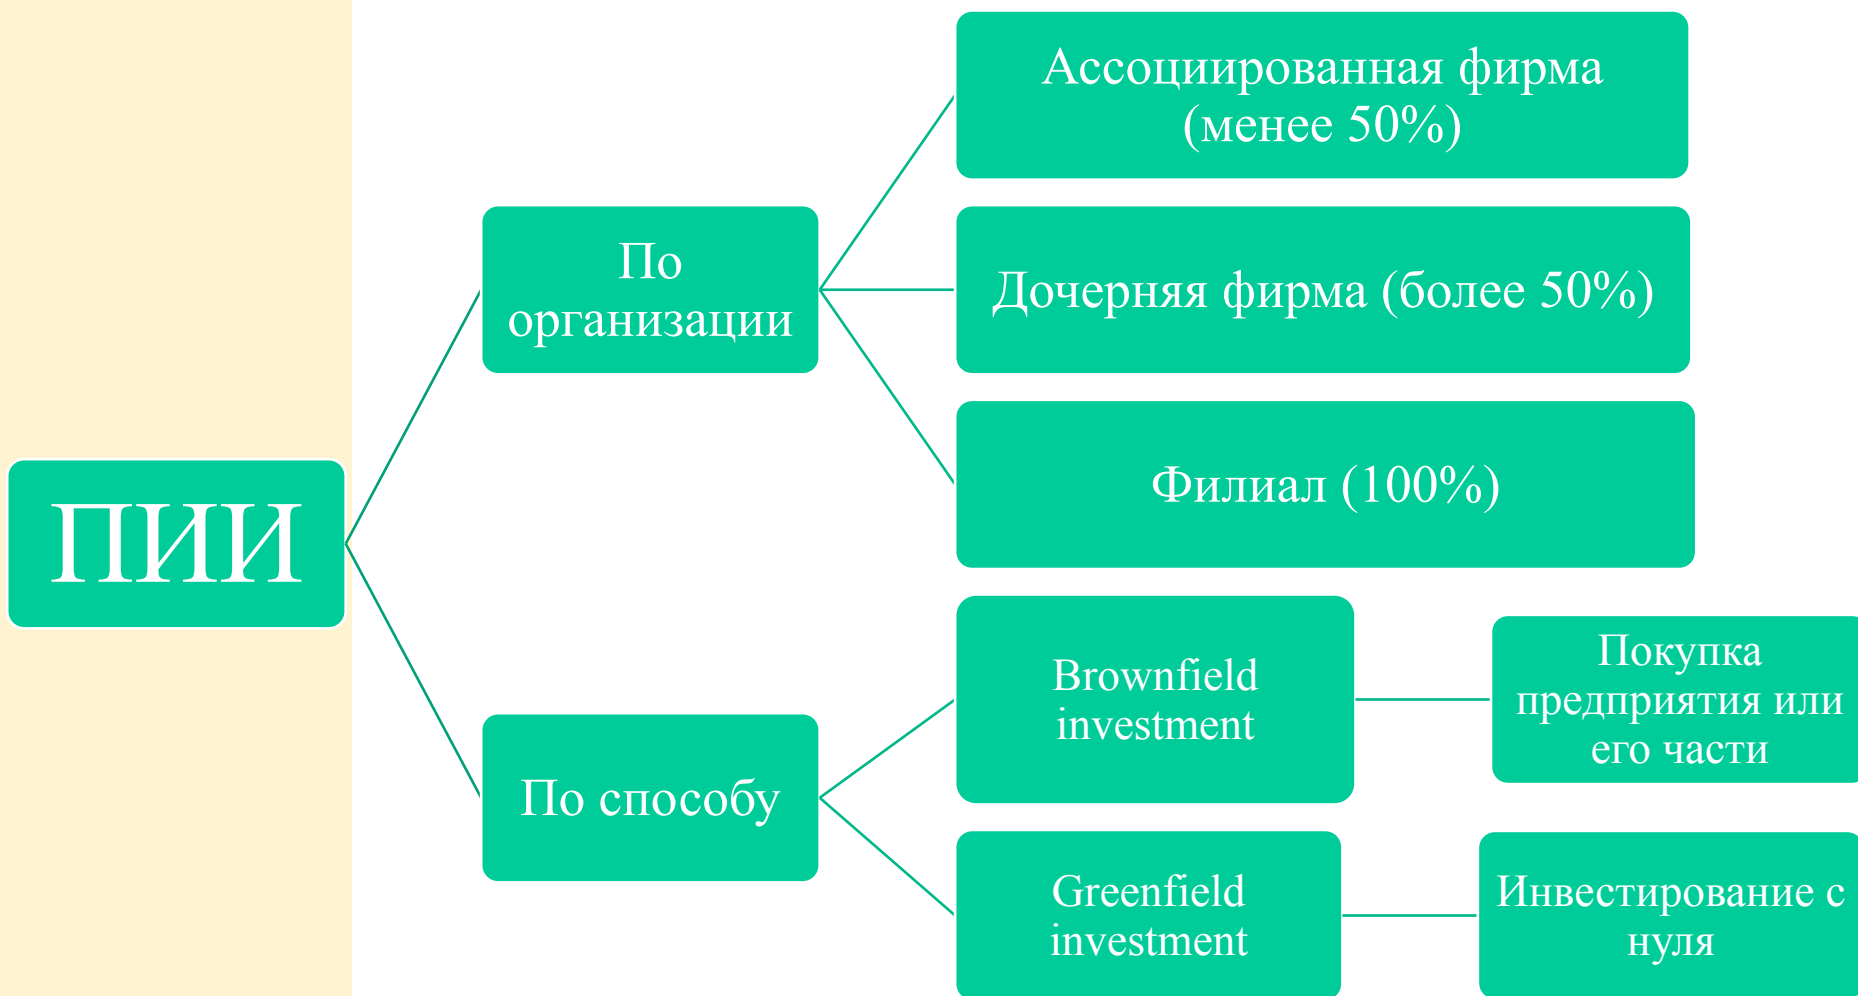 ПИИ
По
организации
Ассоциированная фирма
(менее 50%)
Дочерняя фирма (более 50%)
Филиал (100%)
По способу
Brownfield
investment
Покупка
предприятия или
его части
Greenfield
investment
Инвестирование с
нуля